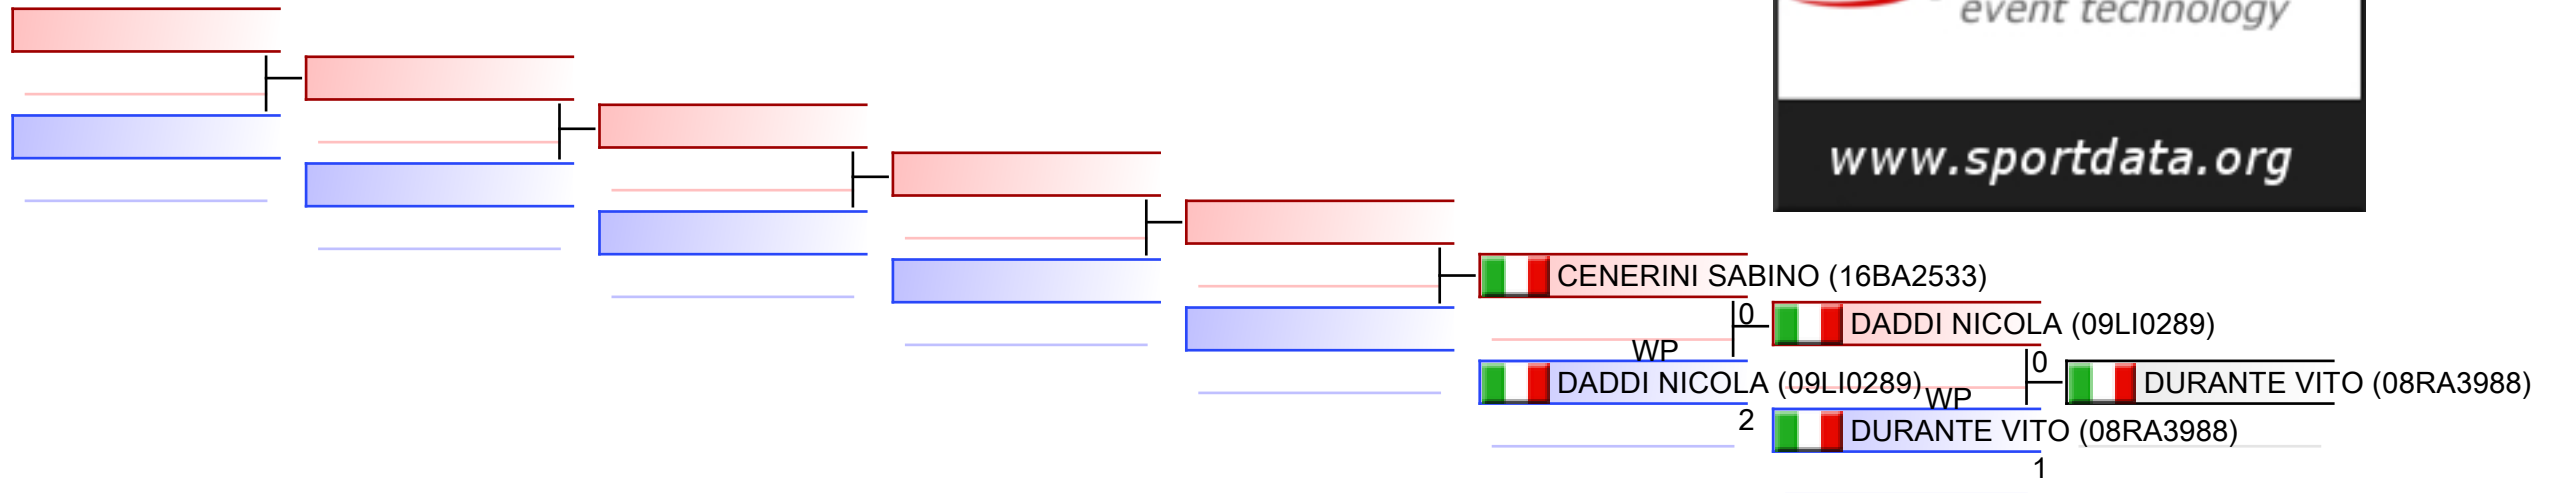 event technology
www.sportdata.org
CENERINI SABINO (16BA2533)
0
DADDI NICOLA (09LI0289)
WP
0
DADDI NICOLA (09LI0289)
DURANTE VITO (08RA3988)
WP
2
DURANTE VITO (08RA3988)
1